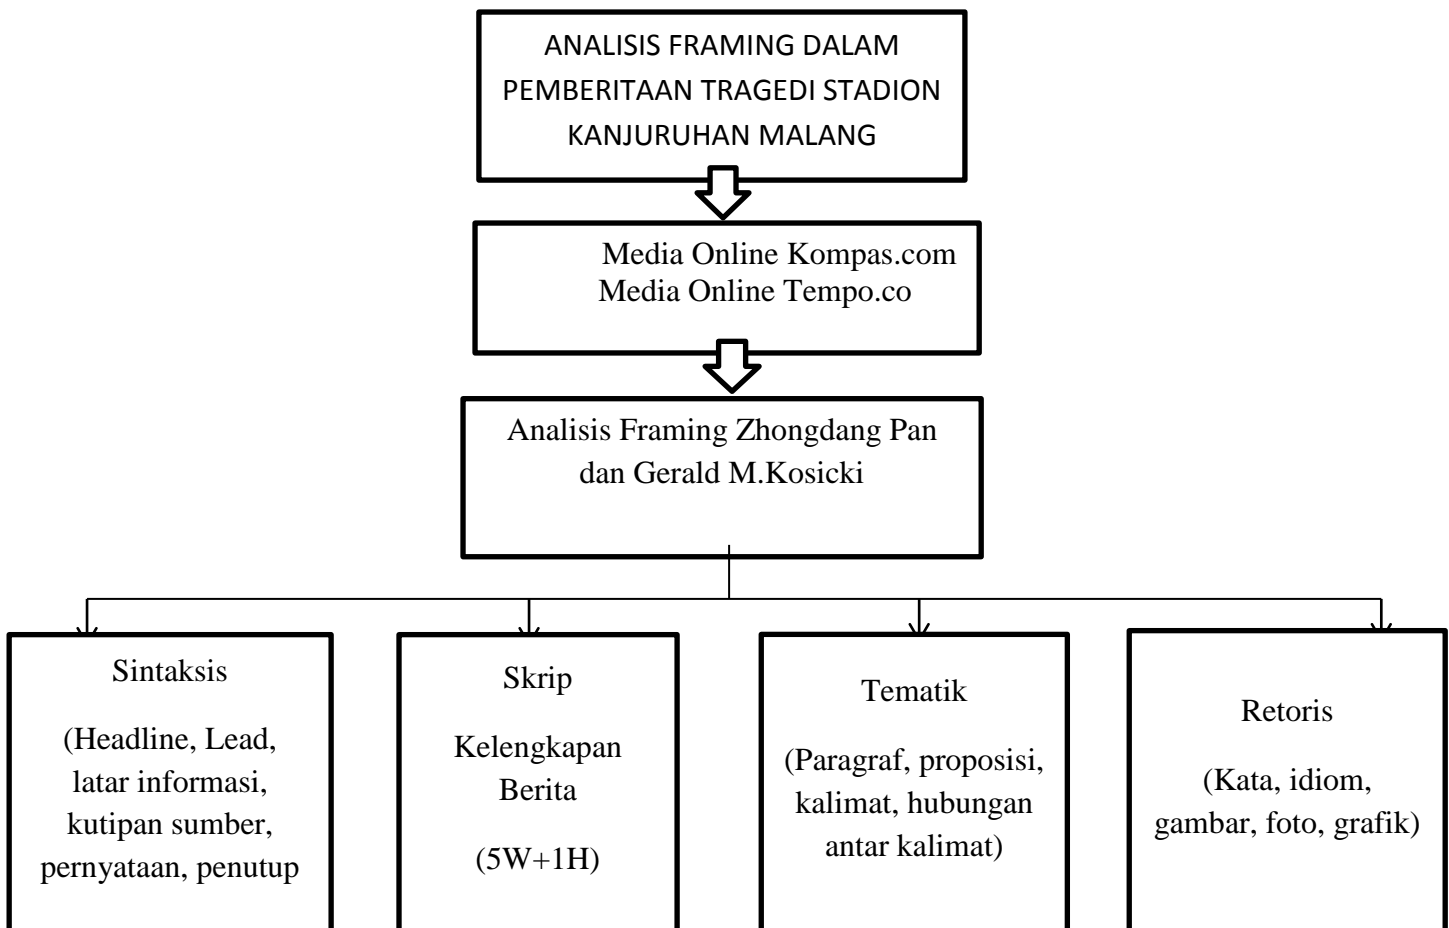 ANALISIS FRAMING DALAM
PEMBERITAAN TRAGEDI STADION
KANJURUHAN MALANG
Media Online Kompas.com
Media Online Tempo.co
Analisis Framing Zhongdang Pan
dan Gerald M.Kosicki
Sintaksis
(Headline, Lead,
latar informasi,
kutipan sumber,
pernyataan, penutup
Skrip
Kelengkapan
Berita
(5W+1H)
Tematik
(Paragraf, proposisi,
kalimat, hubungan
antar kalimat)
Retoris
(Kata, idiom,
gambar, foto, grafik)